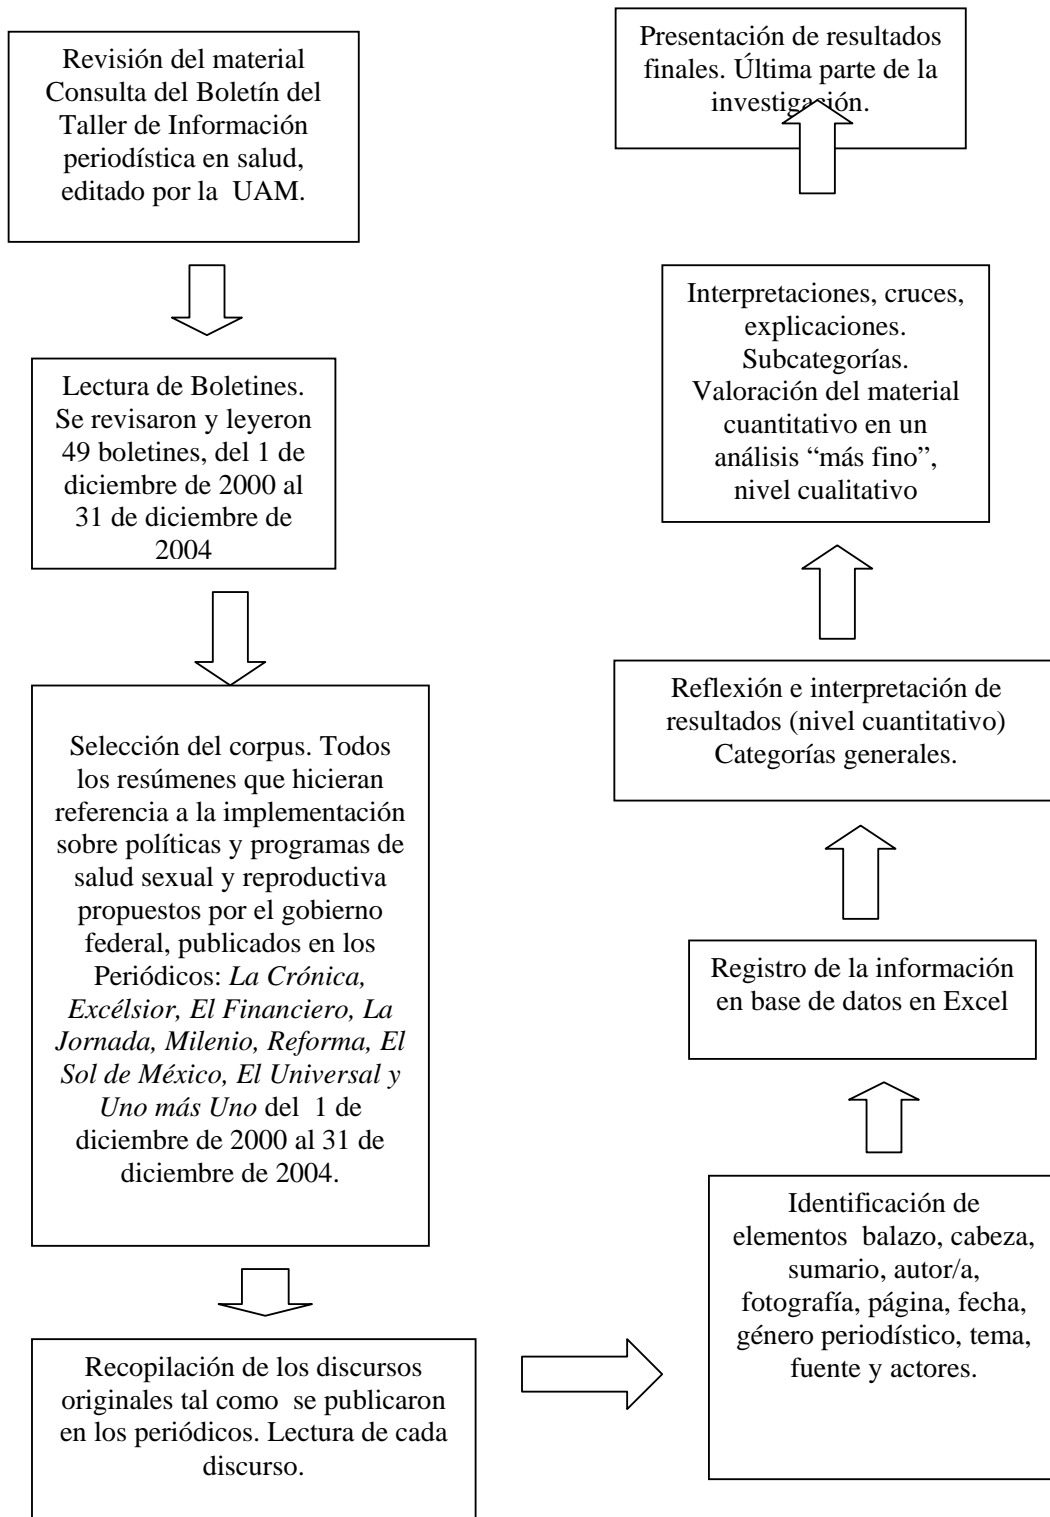 Revisión del material
Consulta del Boletín del
Taller de Información
periodística en salud,
editado por la UAM.
Lectura de Boletines.
Se revisaron y leyeron
49 boletines, del 1 de
diciembre de 2000 al
31 de diciembre de
2004
Selección del corpus. Todos
los resúmenes que hicieran
referencia a la implementación
sobre políticas y programas de
salud sexual y reproductiva
propuestos por el gobierno
federal, publicados en los
Periódicos: La Crónica,
Excélsior, El Financiero, La
Jornada, Milenio, Reforma, El
Sol de México, El Universal y
Uno más Uno del 1 de
diciembre de 2000 al 31 de
diciembre de 2004.
Recopilación de los discursos
originales tal como se publicaron
en los periódicos. Lectura de cada
discurso.
Identificación de
elementos balazo, cabeza,
sumario, autor/a,
fotografía, página, fecha,
género periodístico, tema,
fuente y actores.
Registro de la información
en base de datos en Excel
Reflexión e interpretación de
resultados (nivel cuantitativo)
Categorías generales.
Interpretaciones, cruces,
explicaciones.
Subcategorías.
Valoración del material
cuantitativo en un
análisis “más fino”,
nivel cualitativo
Presentación de resultados
finales. Última parte de la
investigación.